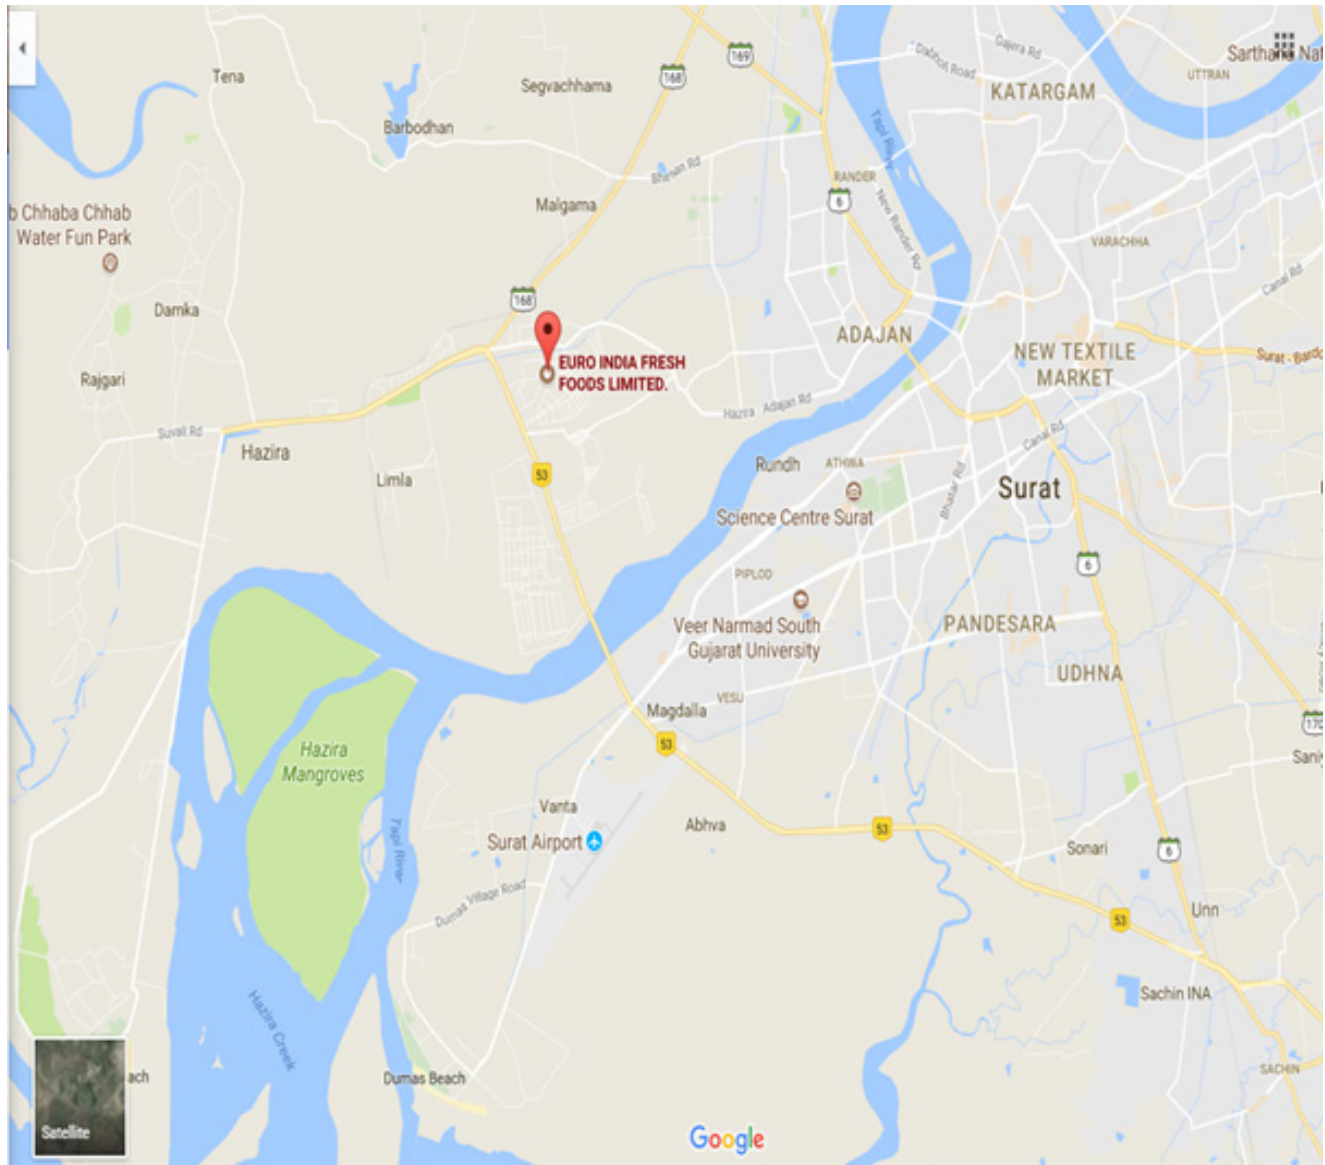 169
Dabholi Road
Gajera Rd
UTTRAN
KATARGAM
Tena
Segvachhama
168
Barbodhan
Tapi River
Bhesan Rd
RANDER
6
New Rander Rd
Malgama
b Chhaba Chhab
Water Fun Park
VARACHHA
Canal Rd
168
Damka
ADAJAN
NEW TEXTILE
MARKET
EURO INDIA FRESH
FOODS LIMITED.
Rajgari
Hazira Adajan Rd
Suvali Rd
Canal Rd
Hazira
Rundh
ATHWA
Bhatar Rd
Limla
53
Surat
Science Centre Surat
6
PIPLOD
Veer Narmad South
Gujarat University
PANDESARA
UDHNA
VESU
Magdalla
170
53
Hazira
Mangroves
Vanta
Abhva
53
Surat Airport
Sonari
6
Tapi River
Dumas Village Road
Unn
53
Sachin INA
Hazira Creek
SACHIN
ach
Dumas Beach
Satellite
Google